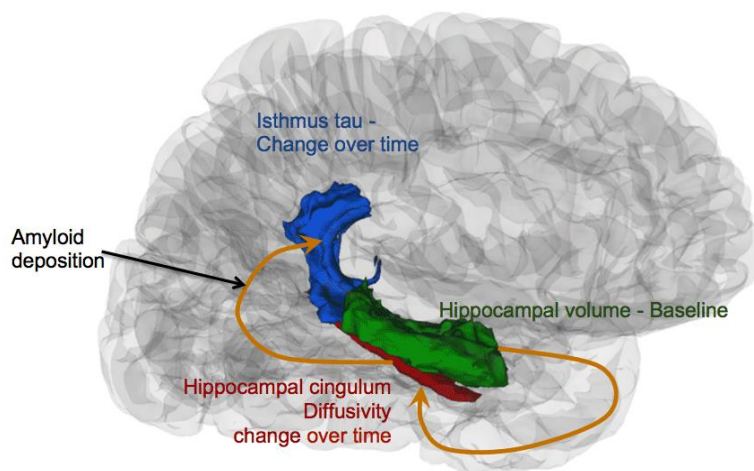 Isthmus tau -
Change over time
Amyloid
deposition
Hippocampal volume - Baseline
Hippocampal cingulum
Diffusivity
change over time